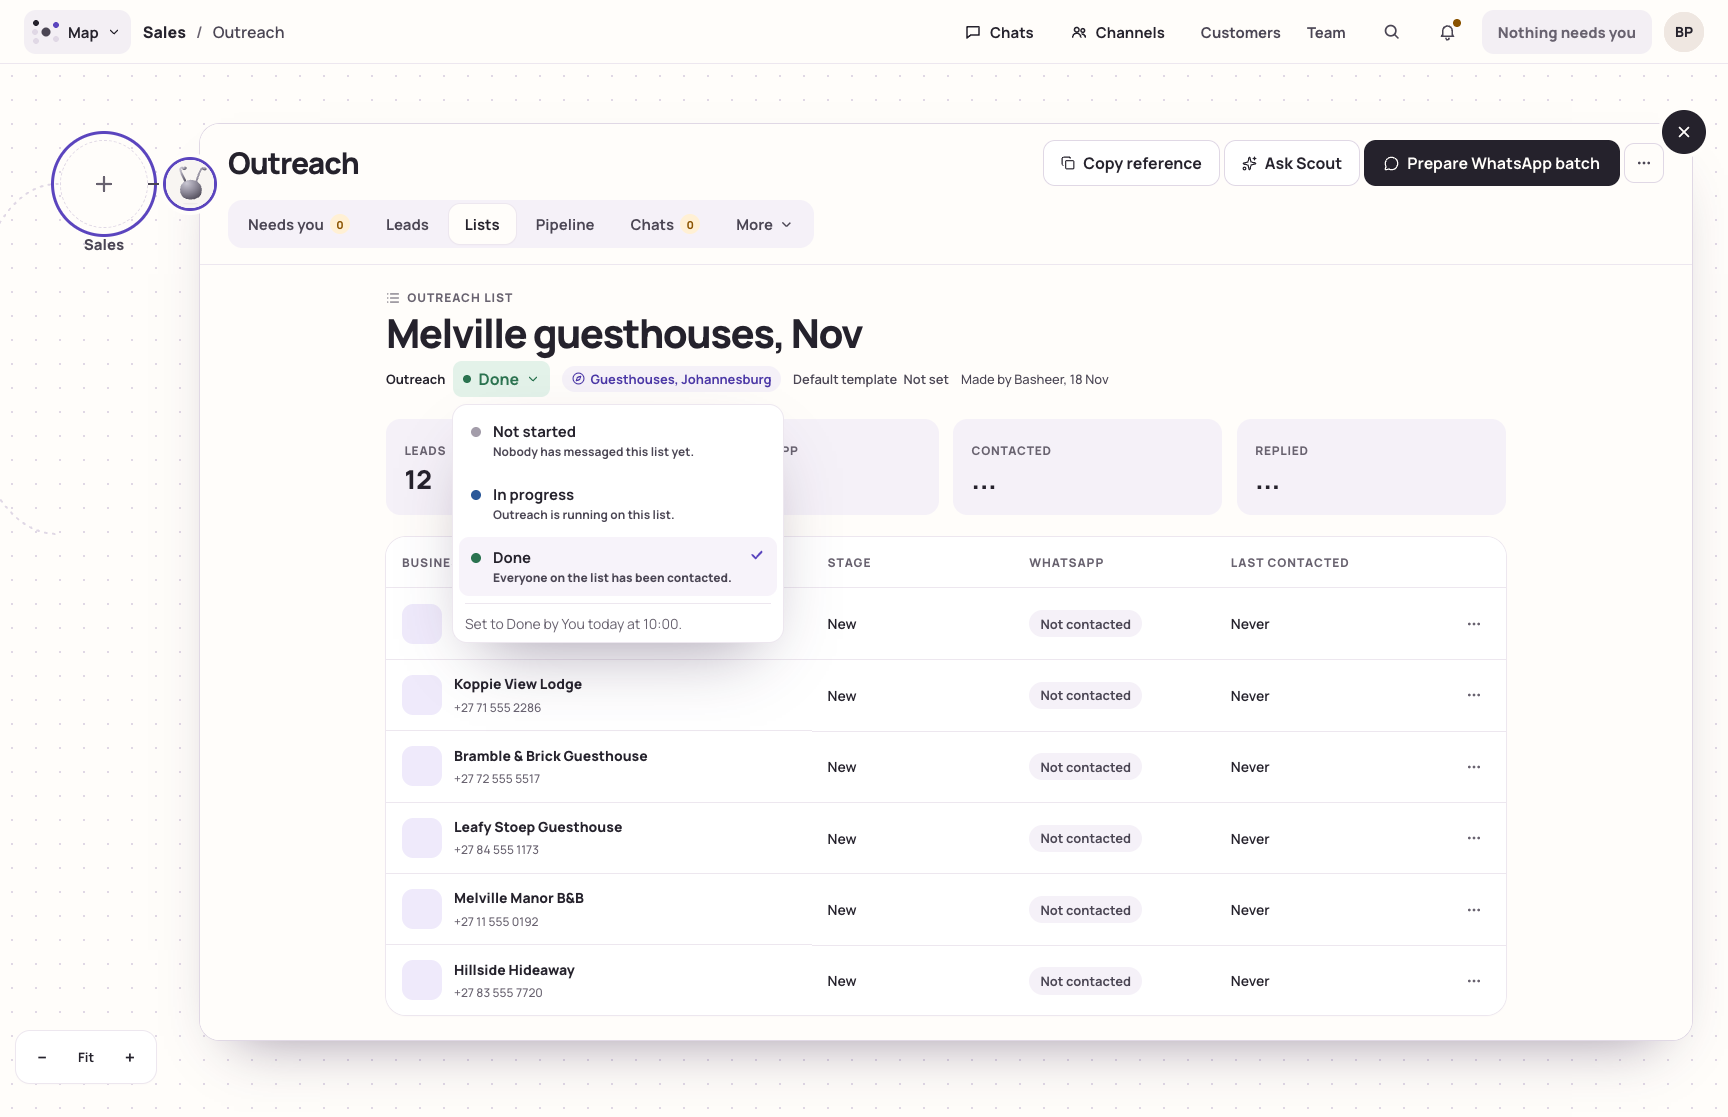 Map
Sales / Outreach
Chats
Channels
Customers
Team
Nothing needs you
BP
Sales
Outreach
Copy reference
Ask Scout
Prepare WhatsApp batch
Needs you 0
Leads
Lists
Pipeline
Chats 0
More
OUTREACH LIST
Melville guesthouses, Nov
Outreach
Done
Guesthouses, Johannesburg
Default template Not set
Made by Basheer, 18 Nov
Not started
Nobody has messaged this list yet.
In progress
Outreach is running on this list.
Done
Everyone on the list has been contacted.
Set to Done by You today at 10:00.
LEADS
12
PP
CONTACTED
...
REPLIED
...
BUSINE
STAGE
WHATSAPP
LAST CONTACTED
New
Not contacted
Never
Koppie View Lodge
+27 71 555 2286
New
Not contacted
Never
Bramble & Brick Guesthouse
+27 72 555 5517
New
Not contacted
Never
Leafy Stoep Guesthouse
+27 84 555 1173
New
Not contacted
Never
Melville Manor B&B
+27 11 555 0192
New
Not contacted
Never
Hillside Hideaway
+27 83 555 7720
New
Not contacted
Never
Fit